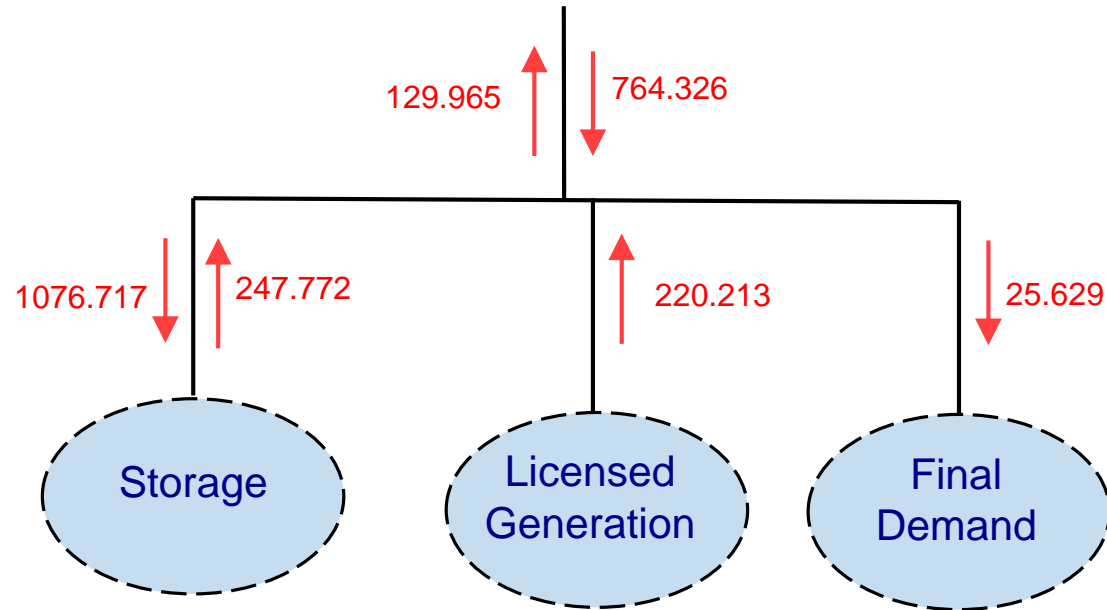 129.965
764.326
1076.717
247.772
220.213
25.629
Storage
Licensed
Generation
Final
Demand